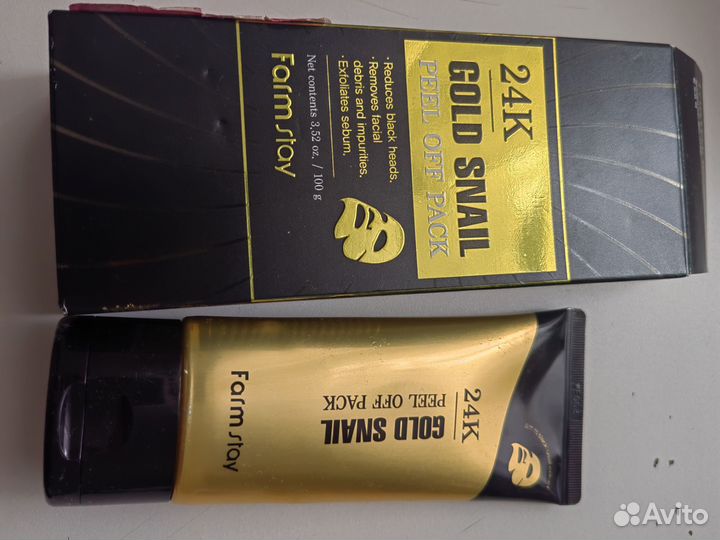 24K
GOLD SNAIL
PEEL OFF PACK
· Reduces black heads.
· Removes facial
debris and impurities.
· Exfoliates sebum.
Net contents 3,52 oz. / 100 g
Farm stay
24K
GOLD SNAIL
PEEL OFF PACK
Farm stay
Avito